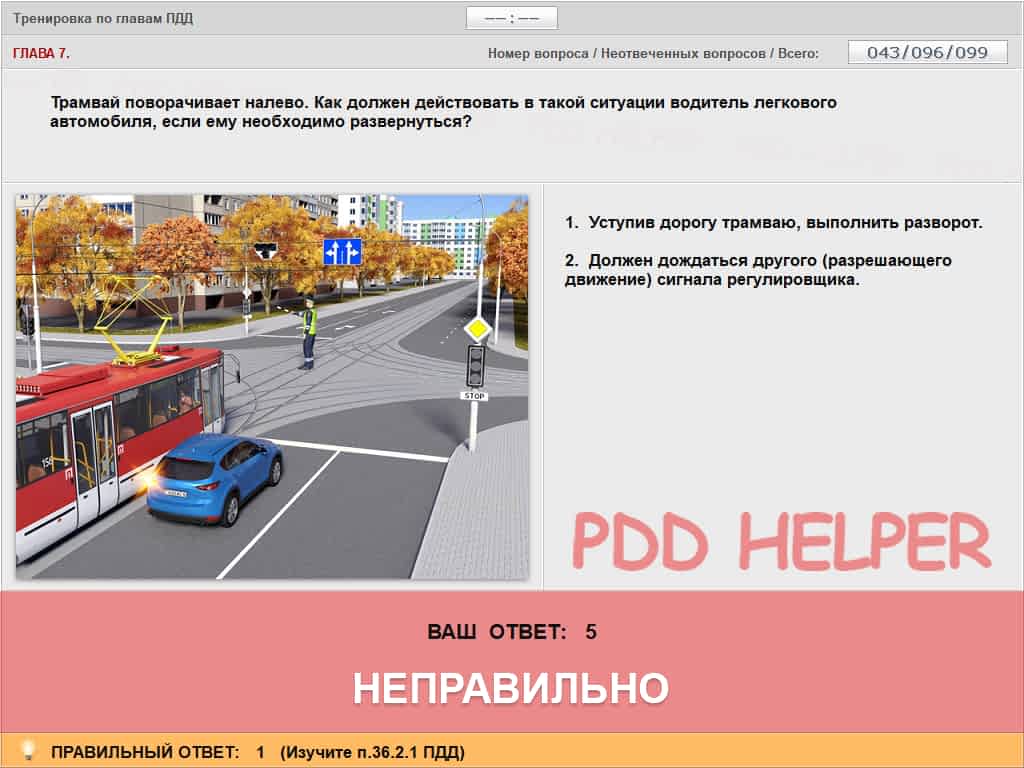 Тренировка по главам ПДД
—— : ——
ГЛАВА 7.
Номер вопроса / Неотвеченных вопросов / Всего:
043/096/099
Трамвай поворачивает налево. Как должен действовать в такой ситуации водитель легкового
автомобиля, если ему необходимо развернуться?
1. Уступив дорогу трамваю, выполнить разворот.
2. Должен дождаться другого (разрешающего
движение) сигнала регулировщика.
STOP
PDD HELPER
ВАШ ОТВЕТ: 5
НЕПРАВИЛЬНО
ПРАВИЛЬНЫЙ ОТВЕТ: 1 (Изучите п.36.2.1 ПДД)